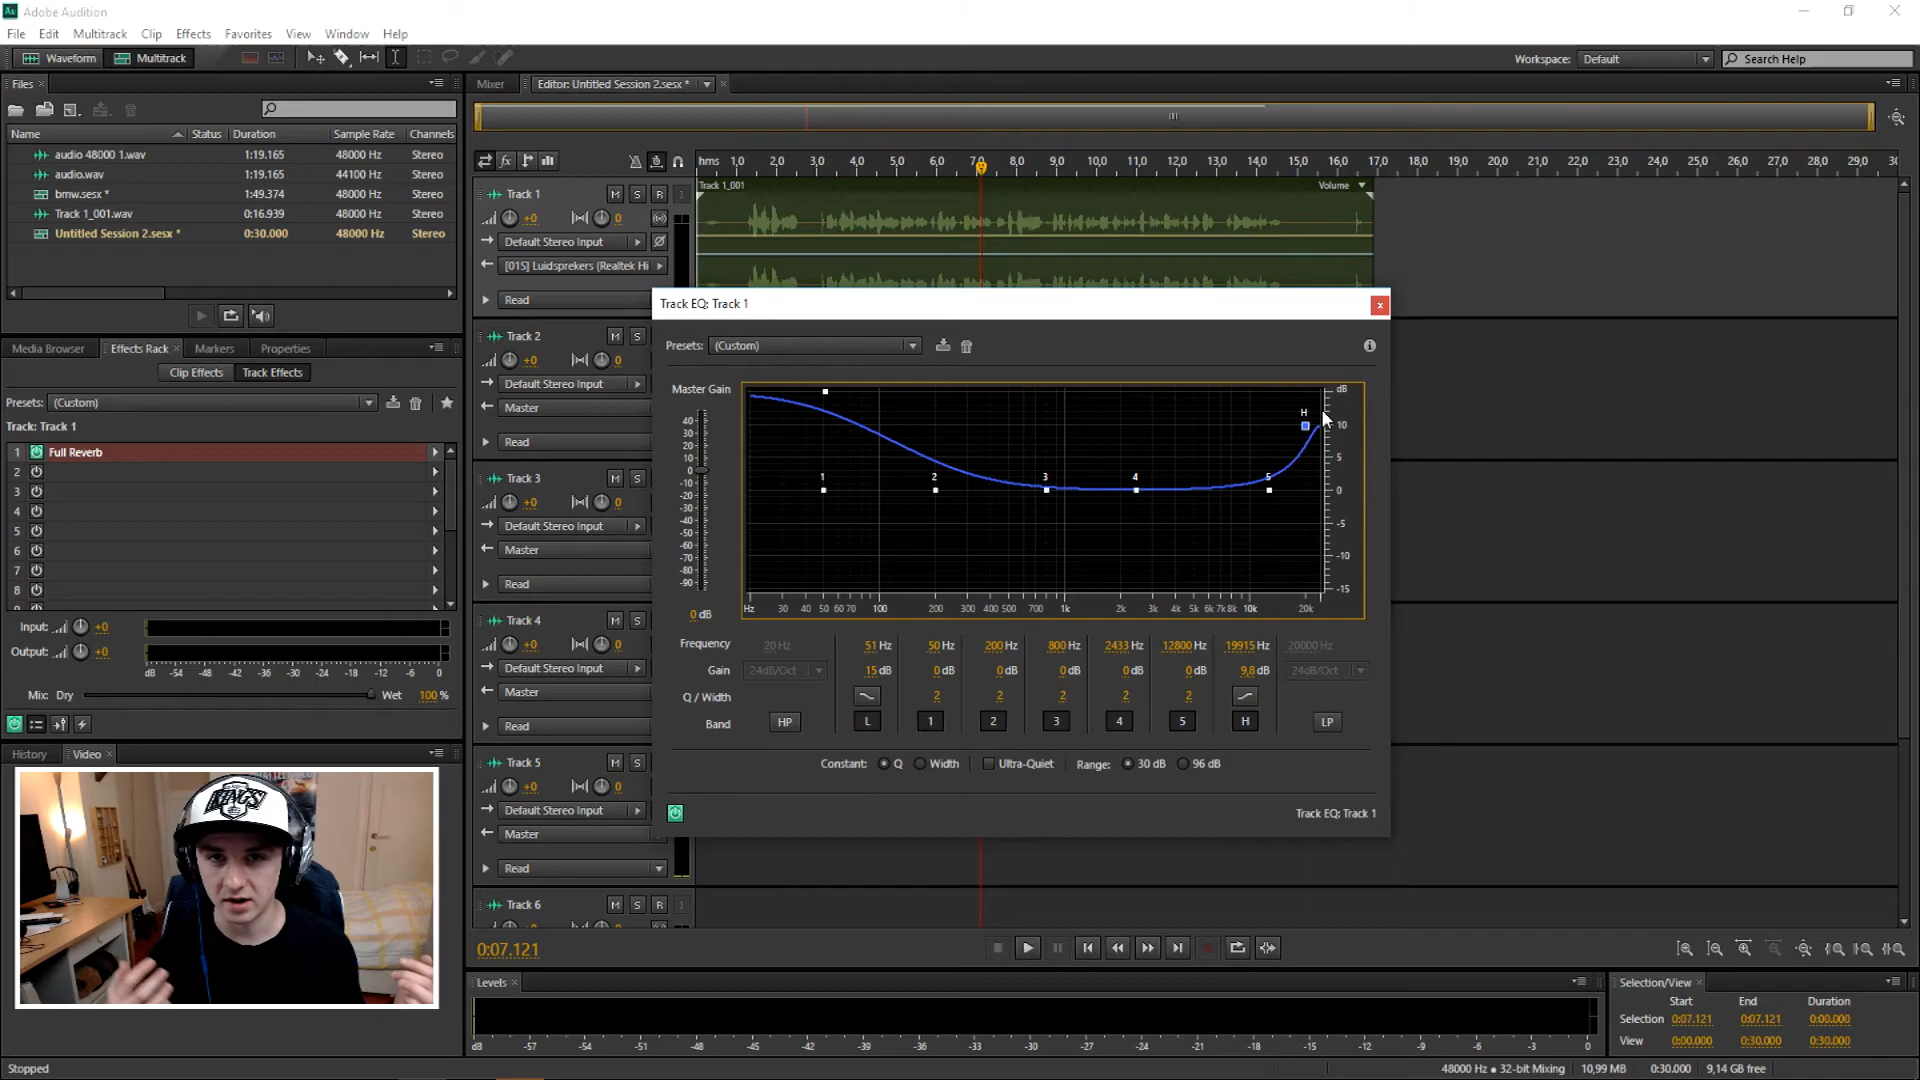 Au Adobe Audition
File Edit Multitrack Clip Effects Favorites View Window Help
Waveform Multitrack Workspace: Default Search Help
Files × Mixer Editor: Untitled Session 2.sesx * ×
Name Status Duration Sample Rate Channels
audio 48000 1.wav 1:19.165 48000 Hz Stereo
audio.wav 1:19.165 44100 Hz Stereo
bmw.sesx * 1:49.374 48000 Hz Stereo
Track 1_001.wav 0:16.939 48000 Hz Stereo
Untitled Session 2.sesx * 0:30.000 48000 Hz Stereo
hms 1,0 2,0 3,0 4,0 5,0 6,0 7,0 8,0 9,0 10,0 11,0 12,0 13,0 14,0 15,0 16,0 17,0 18,0 19,0 20,0 21,0 22,0 23,0 24,0 25,0 26,0 27,0 28,0 29,0
Track 1 M S R I
Track 1_001 Volume
+0 0
Default Stereo Input
[01S] Luidsprekers (Realtek Hi
Read
Track 2 M S
+0 0
Default Stereo Input
Master
Read
Track 3 M S
+0 0
Default Stereo Input
Master
Read
Track 4 M S
+0 0
Default Stereo Input
Master
Read
Track 5 M S
+0 0
Default Stereo Input
Master
Read
Track 6 M S R I
Media Browser Effects Rack × Markers Properties
Clip Effects Track Effects
Presets: (Custom)
Track: Track 1
1 Full Reverb
2
3
4
5
6
7
8
Input: +0
Output: +0
dB -54 -48 -42 -36 -30 -24 -18 -12 -6 0
Mix: Dry Wet 100 %
History Video ×
KINGS
Track EQ: Track 1 x
Presets: (Custom)
Master Gain
40
30
20
10
0
-10
-20
-30
-40
-50
-60
-70
-80
-90
0 dB
H
1 2 3 4 5
dB
10
5
0
-5
-10
-15
Hz 30 40 50 60 70 100 200 300 400 500 700 1k 2k 3k 4k 5k 6k 7k 8k 10k 20k
Frequency 20 Hz 51 Hz 50 Hz 200 Hz 800 Hz 2433 Hz 12800 Hz 19915 Hz 20000 Hz
Gain 24dB/Oct 15 dB 0 dB 0 dB 0 dB 0 dB 0 dB 9,8 dB 24dB/Oct
Q / Width 2 2 2 2 2
Band HP L 1 2 3 4 5 H LP
Constant: Q Width Ultra-Quiet Range: 30 dB 96 dB
Track EQ: Track 1
0:07.121
Levels ×
dB -57 -54 -51 -48 -45 -42 -39 -36 -33 -30 -27 -24 -21 -18 -15 -12 -9 -6 -3 0
Selection/View ×
Start End Duration
Selection 0:07.121 0:07.121 0:00.000
View 0:00.000 0:30.000 0:30.000
Stopped 48000 Hz • 32-bit Mixing 10,99 MB 0:30.000 9,14 GB free